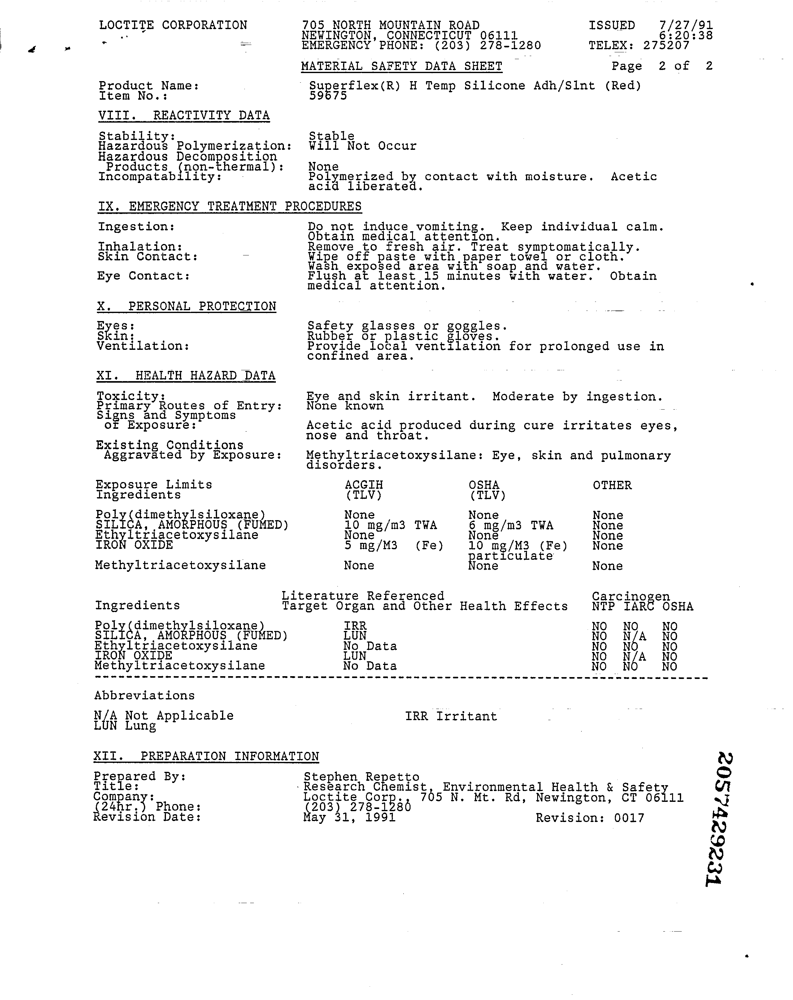 LOCTITE CORPORATION 705 NORTH MOUNTAIN ROAD ISSUED 7/27/91
NEWINGTON, CONNECTICUT 06111 6:20:38
EMERGENCY PHONE: (203) 278-1280 TELEX: 275207
MATERIAL SAFETY DATA SHEET Page 2 of 2
Product Name: Superflex(R) H Temp Silicone Adh/Slnt (Red)
Item No.: 59675
VIII. REACTIVITY DATA
Stability: Stable
Hazardous Polymerization: Will Not Occur
Hazardous Decomposition
Products (non-thermal): None
Incompatability: Polymerized by contact with moisture. Acetic
acid liberated.
IX. EMERGENCY TREATMENT PROCEDURES
Ingestion: Do not induce vomiting. Keep individual calm.
Obtain medical attention.
Inhalation: Remove to fresh air. Treat symptomatically.
Skin Contact: Wipe off paste with paper towel or cloth.
Wash exposed area with soap and water.
Eye Contact: Flush at least 15 minutes with water. Obtain
medical attention.
X. PERSONAL PROTECTION
Eyes: Safety glasses or goggles.
Skin: Rubber or plastic gloves.
Ventilation: Provide local ventilation for prolonged use in
confined area.
XI. HEALTH HAZARD DATA
Toxicity: Eye and skin irritant. Moderate by ingestion.
Primary Routes of Entry: None known
Signs and Symptoms
of Exposure: Acetic acid produced during cure irritates eyes,
nose and throat.
Existing Conditions
Aggravated by Exposure: Methyltriacetoxysilane: Eye, skin and pulmonary
disorders.
Exposure Limits ACGIH OSHA OTHER
Ingredients (TLV) (TLV)
Poly(dimethylsiloxane) None None None
SILICA, AMORPHOUS (FUMED) 10 mg/m3 TWA 6 mg/m3 TWA None
Ethyltriacetoxysilane None None None
IRON OXIDE 5 mg/M3 (Fe) 10 mg/M3 (Fe) None
particulate
Methyltriacetoxysilane None None None
Literature Referenced Carcinogen
Ingredients Target Organ and Other Health Effects NTP IARC OSHA
Poly(dimethylsiloxane) IRR NO NO NO
SILICA, AMORPHOUS (FUMED) LUN NO N/A NO
Ethyltriacetoxysilane No Data NO NO NO
IRON OXIDE LUN NO N/A NO
Methyltriacetoxysilane No Data NO NO NO
Abbreviations
N/A Not Applicable IRR Irritant
LUN Lung
XII. PREPARATION INFORMATION
Prepared By: Stephen Repetto
Title: Research Chemist, Environmental Health & Safety
Company: Loctite Corp., 705 N. Mt. Rd, Newington, CT 06111
(24hr.) Phone: (203) 278-1280
Revision Date: May 31, 1991 Revision: 0017
2057429231